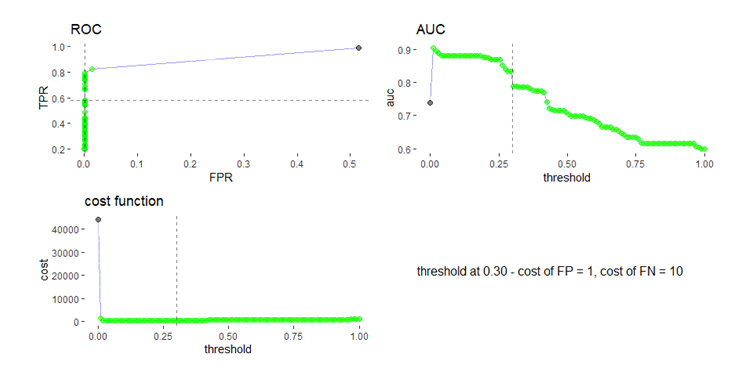 ROC
1.0
0.8
0.6
0.4
0.2
TPR
0.0 0.1 0.2 0.3 0.4 0.5
FPR
AUC
0.9
0.8
0.7
0.6
auc
0.00 0.25 0.50 0.75 1.00
threshold
cost function
40000
30000
20000
10000
0
cost
0.00 0.25 0.50 0.75 1.00
threshold
threshold at 0.30 - cost of FP = 1, cost of FN = 10